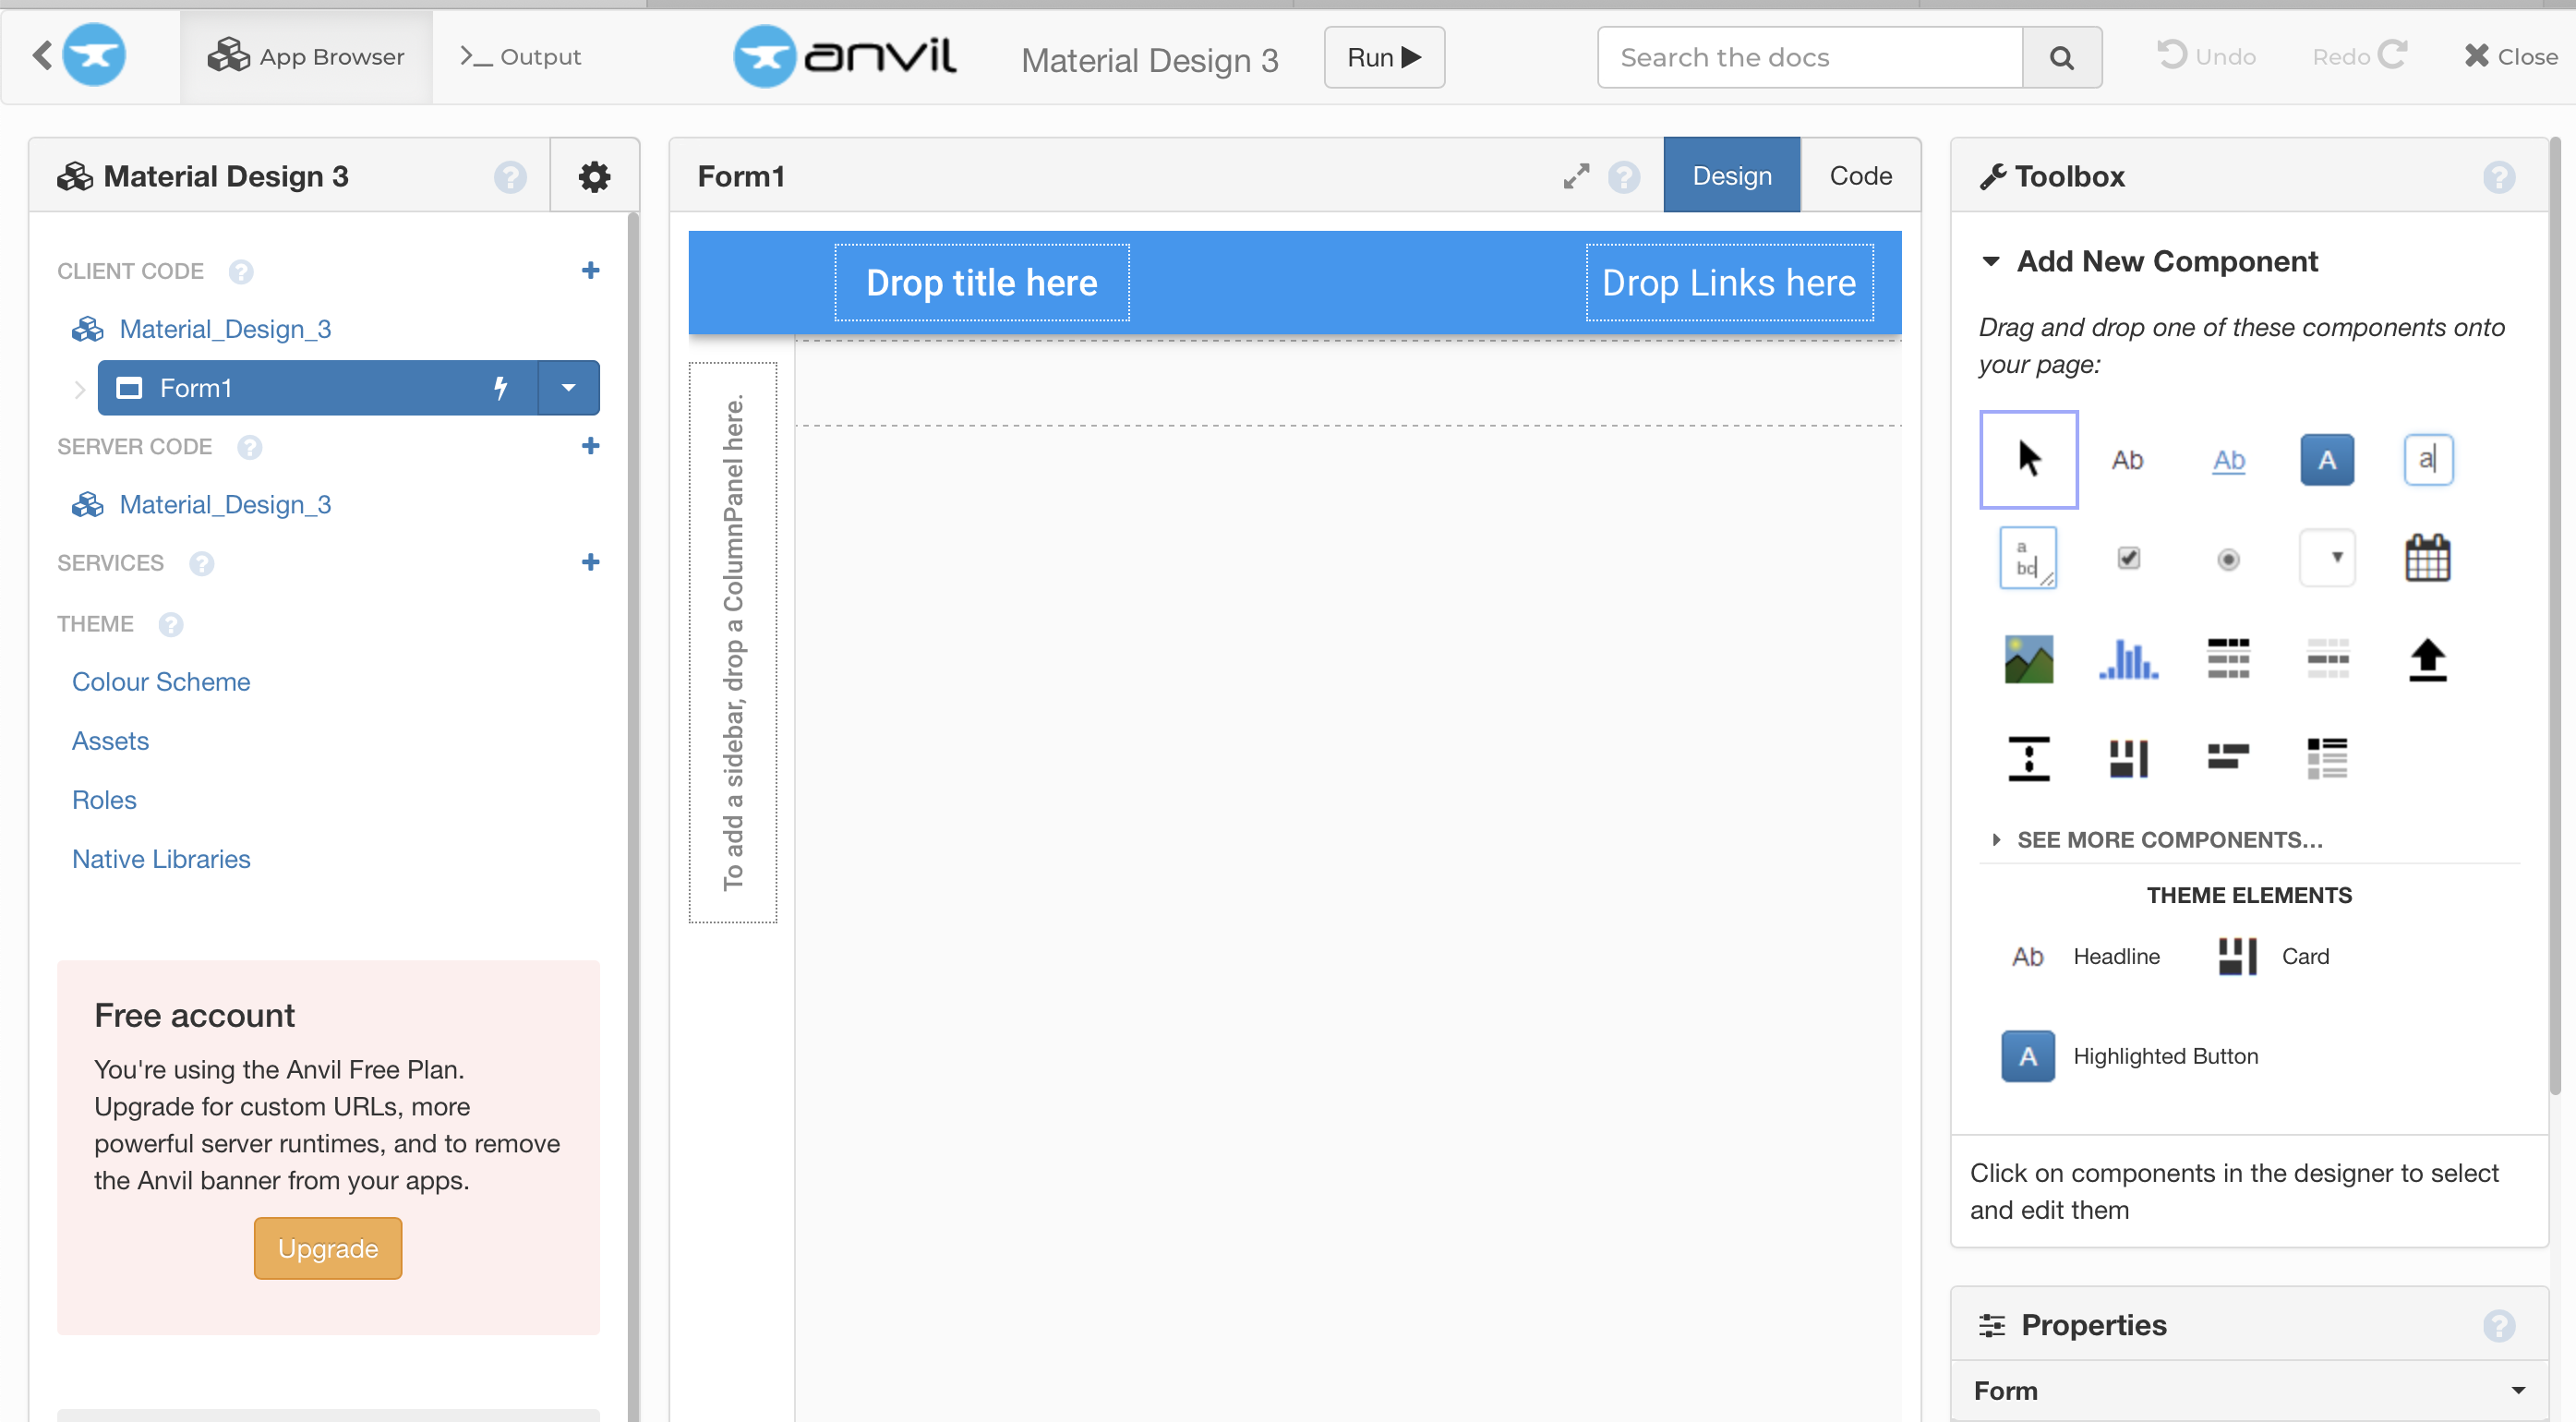 App Browser
>_ Output
anvil
Material Design 3
Run
Search the docs
Undo
Redo
Close
Material Design 3
?
CLIENT CODE ?
Material_Design_3
Form1
SERVER CODE ?
Material_Design_3
SERVICES ?
THEME ?
Colour Scheme
Assets
Roles
Native Libraries
Free account
You're using the Anvil Free Plan.
Upgrade for custom URLs, more
powerful server runtimes, and to remove
the Anvil banner from your apps.
Upgrade
Form1
?
Design
Code
Drop title here
Drop Links here
To add a sidebar, drop a ColumnPanel here.
Toolbox
?
Add New Component
Drag and drop one of these components onto
your page:
Ab
Ab
A
a
a
bc
SEE MORE COMPONENTS...
THEME ELEMENTS
Ab Headline
Card
A Highlighted Button
Click on components in the designer to select
and edit them
Properties
?
Form